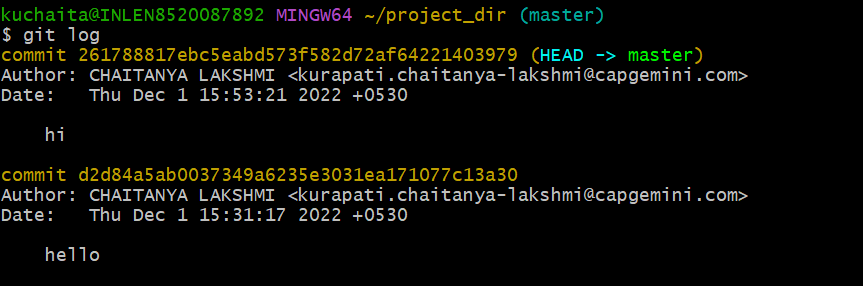 kuchaita@INLEN8520087892 MINGW64 ~/project_dir (master)
$ git log
commit 261788817ebc5eabd573f582d72af64221403979 (HEAD -> master)
Author: CHAITANYA LAKSHMI <kurapati.chaitanya-lakshmi@capgemini.com>
Date:   Thu Dec 1 15:53:21 2022 +0530
    hi
commit d2d84a5ab0037349a6235e3031ea171077c13a30
Author: CHAITANYA LAKSHMI <kurapati.chaitanya-lakshmi@capgemini.com>
Date:   Thu Dec 1 15:31:17 2022 +0530
    hello